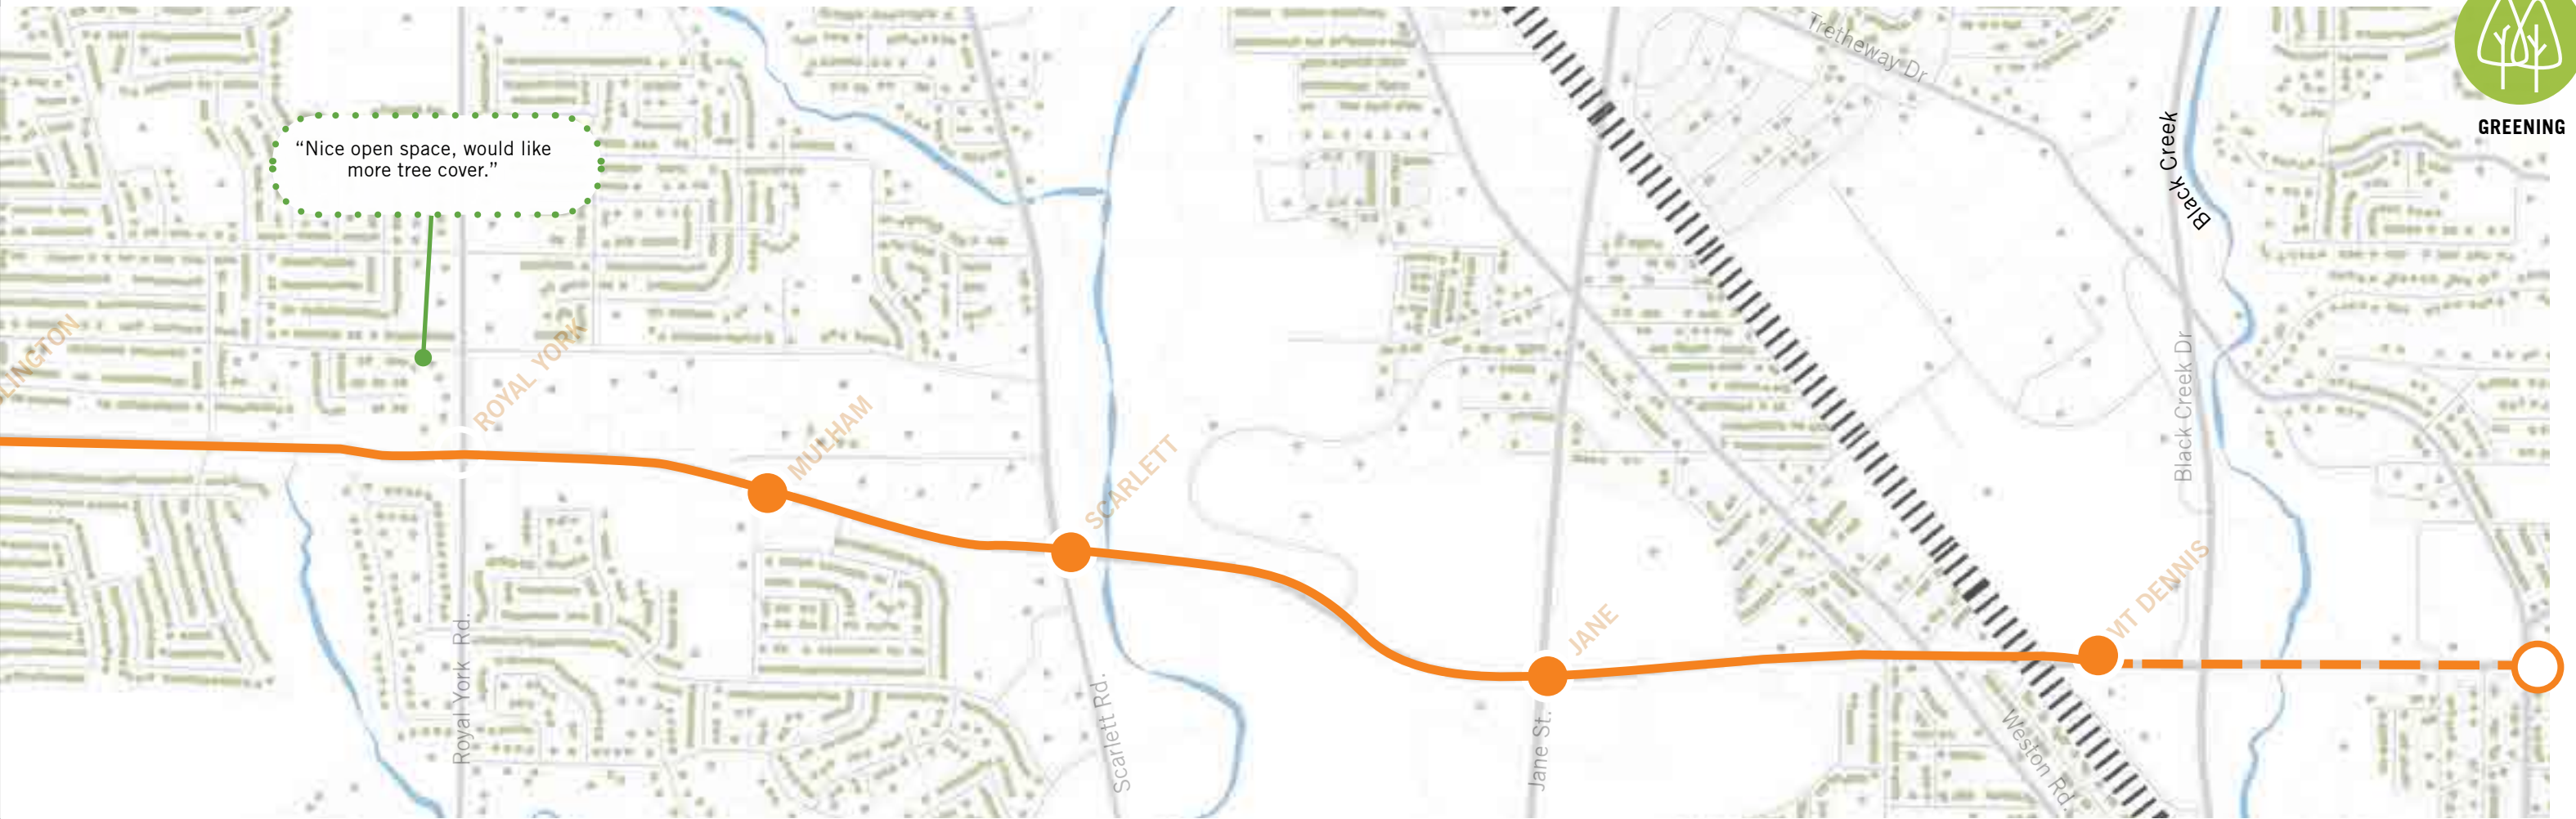 Tretheway Dr
GREENING
Black Creek
“Nice open space, would like
more tree cover.”
LINGTON
ROYAL YORK
MULHAM
SCARLETT
Black Creek Dr
MT DENNIS
JANE
Royal York Rd.
Scarlett Rd.
Jane St.
Weston Rd.